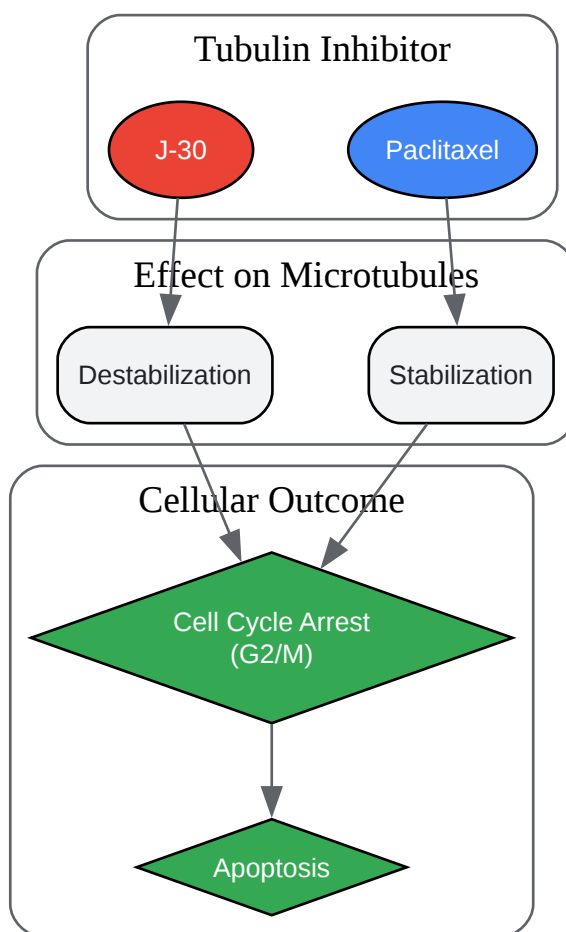 Tubulin Inhibitor
J-30
Paclitaxel
Effect on Microtubules
Destabilization
Stabilization
Cellular Outcome
Cell Cycle Arrest
(G2/M)
Apoptosis